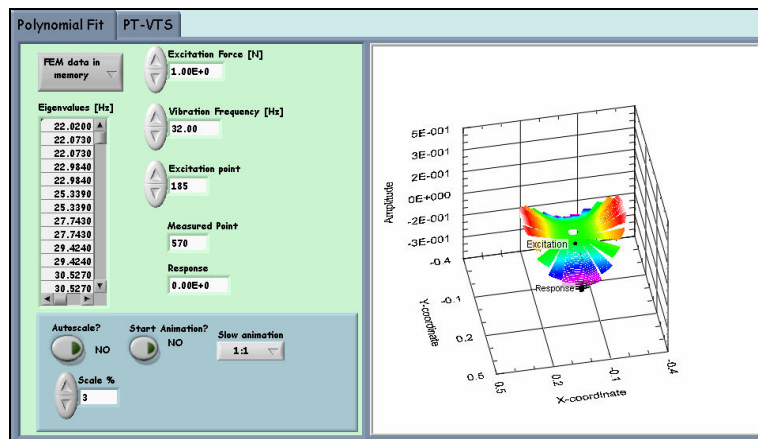 Polynomial Fit
PT-VTS
FEM data in
memory
Eigenvalues [Hz]
22.0200
22.0730
22.0730
22.9840
22.9840
25.3390
25.3390
27.7430
27.7430
29.4240
29.4240
30.5270
30.5270
Excitation Force [N]
1.00E+0
Vibration Frequency [Hz]
32.00
Excitation point
185
Measured Point
570
Response
0.00E+0
Autoscale?
NO
Start Animation?
NO
Slow animation
1:1
Scale %
3
Amplitude
5E-001
3E-001
2E-001
0E+000
-2E-001
-3E-001
-0.4
-0.1
0.2
0.5
Y-coordinate
0.5
0.2
-0.1
-0.4
X-coordinate
Excitation
Response